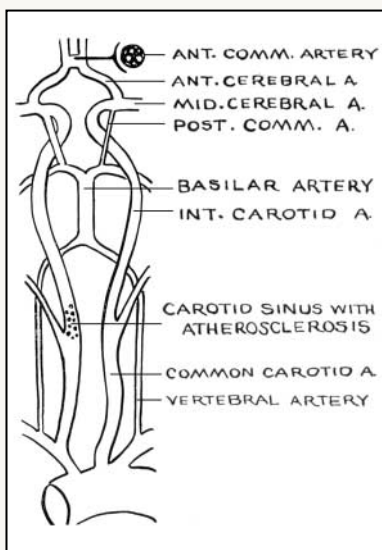 ANT. COMM. ARTERY
ANT. CEREBRAL A
MID. CEREBRAL A.
POST. COMM. A.
BASILAR ARTERY
INT. CAROTID A.
CAROTID SINUS WITH
ATHEROSCLEROSIS
COMMON CAROTID A
VERTEBRAL ARTERY